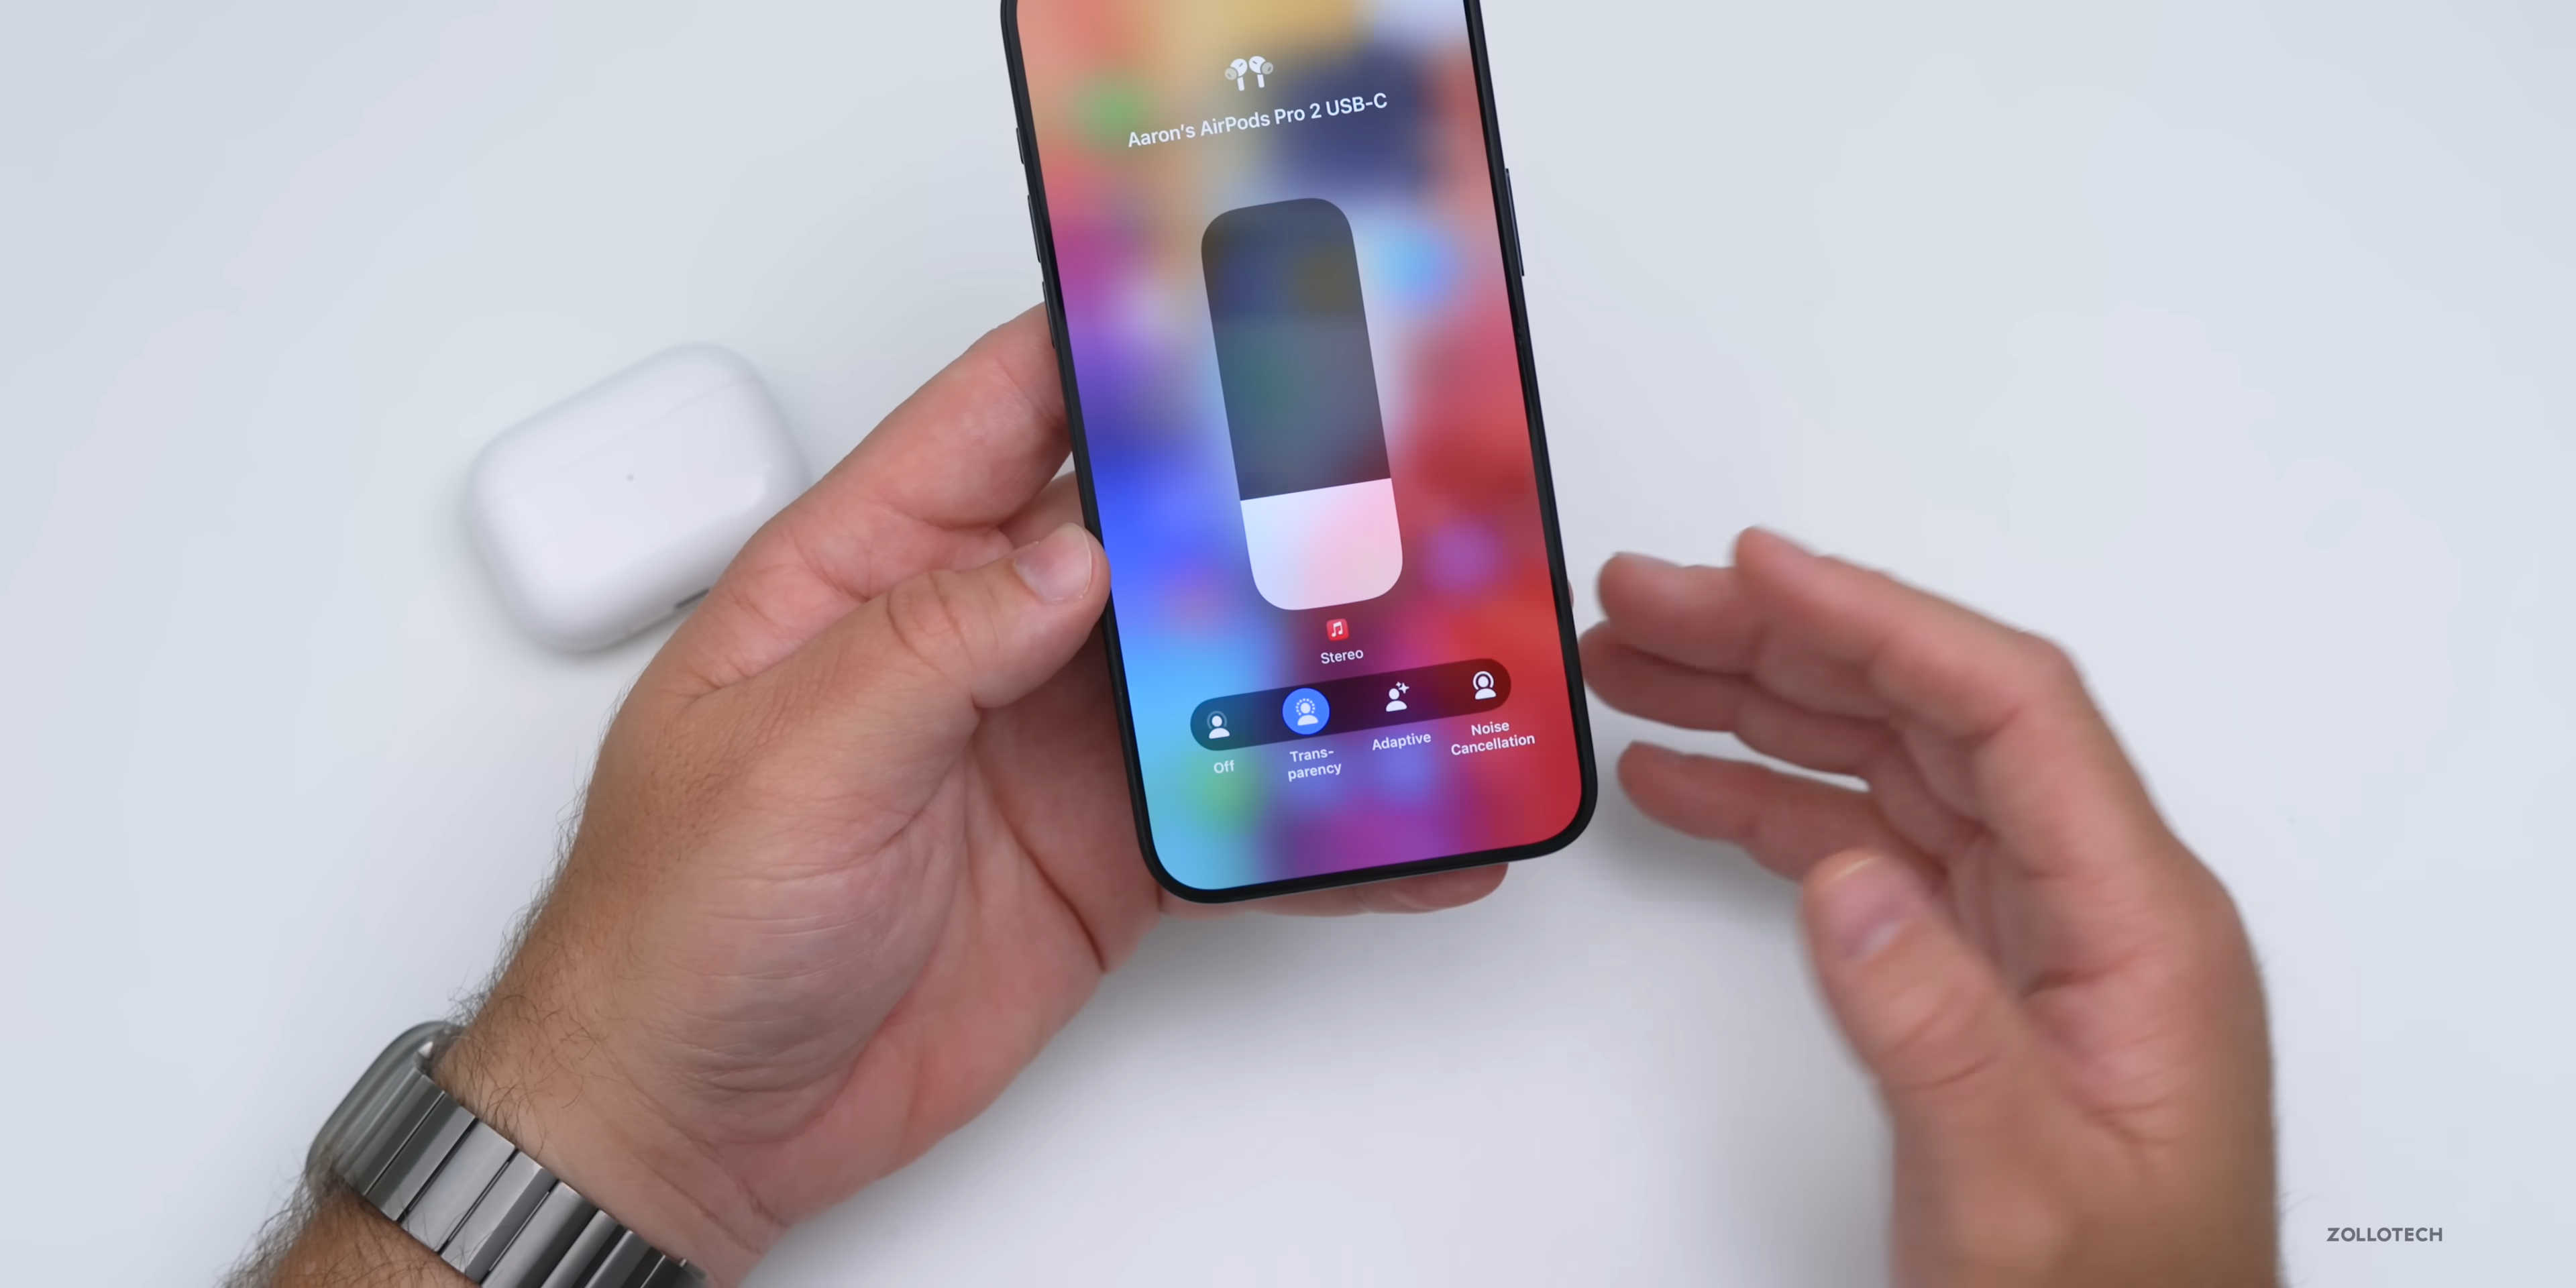 Aaron's AirPods Pro 2 USB-C
Stereo
Off
Trans-
parency
Adaptive
Noise
Cancellation
ZOLLOTECH